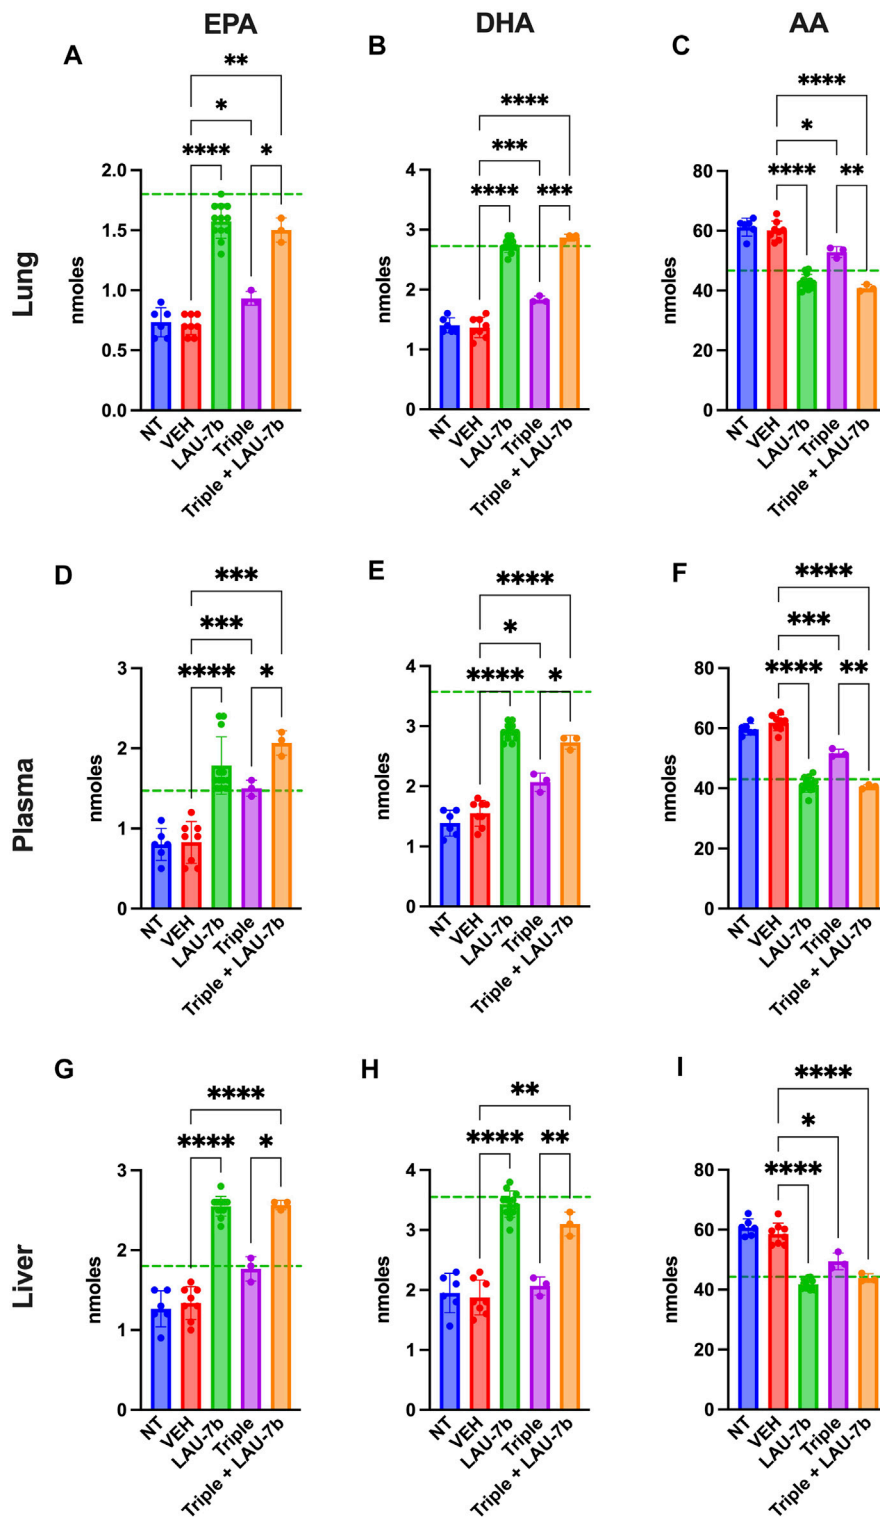 EPA DHA AA
A B C
** **** ****
* *** *
**** * **** *** **** **
Lung
nmoles nmoles nmoles
2.0 1.5 1.0 0.5 0.0
4 3 2 1 0
80 60 40 20 0
NT VEH LAU-7b Triple Triple + LAU-7b
NT VEH LAU-7b Triple Triple + LAU-7b
NT VEH LAU-7b Triple Triple + LAU-7b
D E F
*** **** ****
*** * ***
**** * **** * **** **
Plasma
nmoles nmoles nmoles
3 2 1 0
4 3 2 1 0
80 60 40 20 0
NT VEH LAU-7b Triple Triple + LAU-7b
NT VEH LAU-7b Triple Triple + LAU-7b
NT VEH LAU-7b Triple Triple + LAU-7b
G H I
**** ** ****
*
**** * **** ** ****
Liver
nmoles nmoles nmoles
3 2 1 0
4 3 2 1 0
80 60 40 20 0
NT VEH LAU-7b Triple Triple + LAU-7b
NT VEH LAU-7b Triple Triple + LAU-7b
NT VEH LAU-7b Triple Triple + LAU-7b